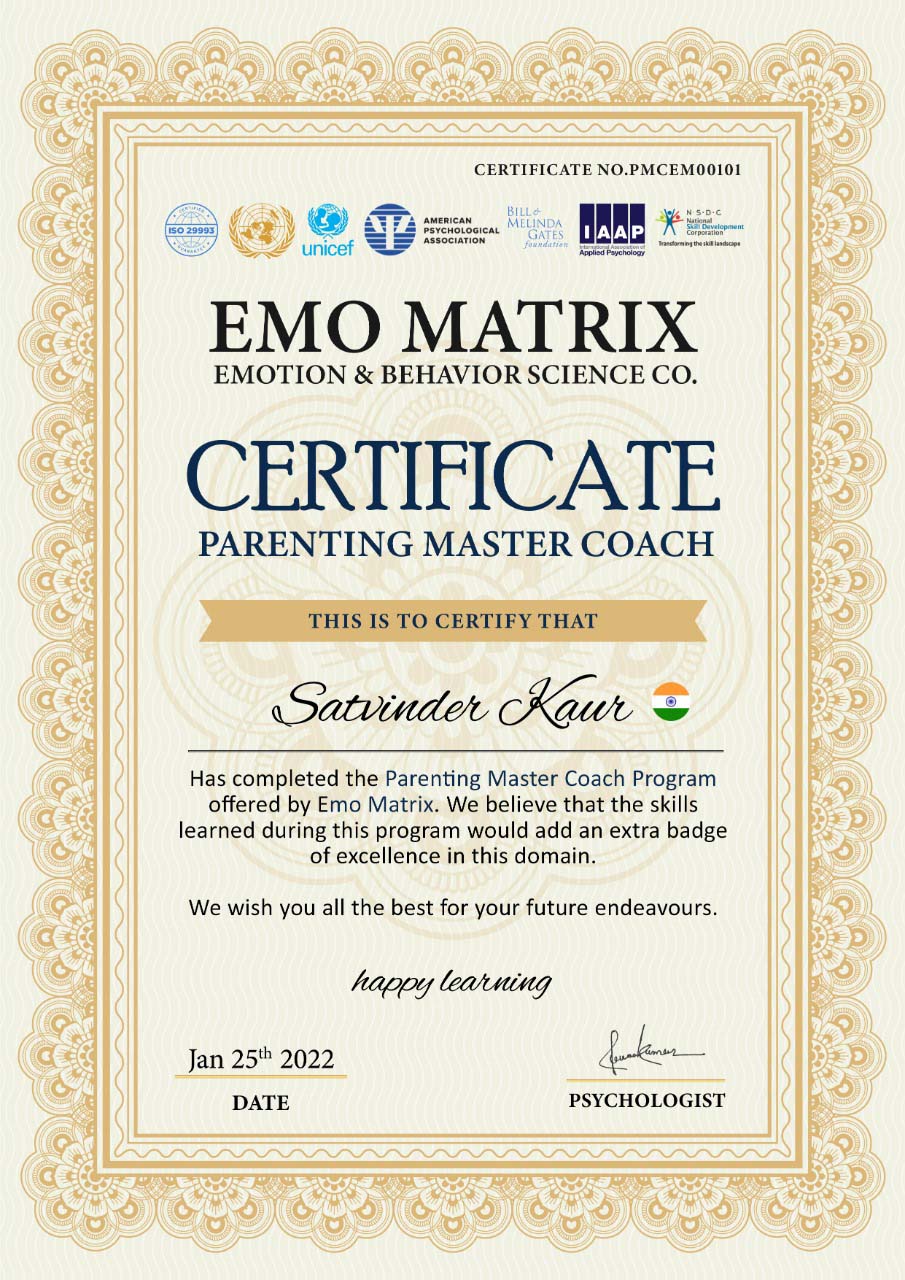 CERTIFICATE NO.PMCEM00101
CERTIFIED
ISO 29993
unicef
AMERICAN
PSYCHOLOGICAL
ASSOCIATION
BILL &
MELINDA
GATES
foundation
IAAP
International Association of
Applied Psychology
N·S·D·C
National
Skill Development
Corporation
Transforming the skill landscape
EMO MATRIX
EMOTION & BEHAVIOR SCIENCE CO.
CERTIFICATE
PARENTING MASTER COACH
THIS IS TO CERTIFY THAT
Satvinder Kaur
Has completed the Parenting Master Coach Program
offered by Emo Matrix. We believe that the skills
learned during this program would add an extra badge
of excellence in this domain.
We wish you all the best for your future endeavours.
happy learning
Jan 25th 2022
DATE
PSYCHOLOGIST